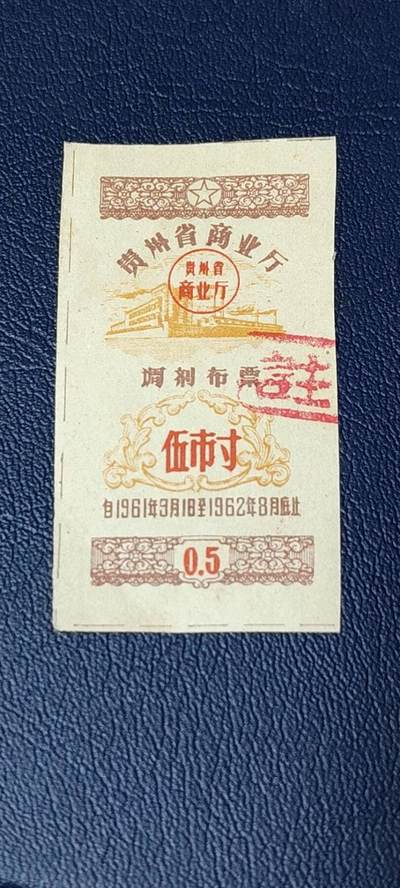 贵州省商业厅
贵州省
商业厅
调剂布票
註
伍市寸
自1961年9月1日至1962年8月底止
0.5